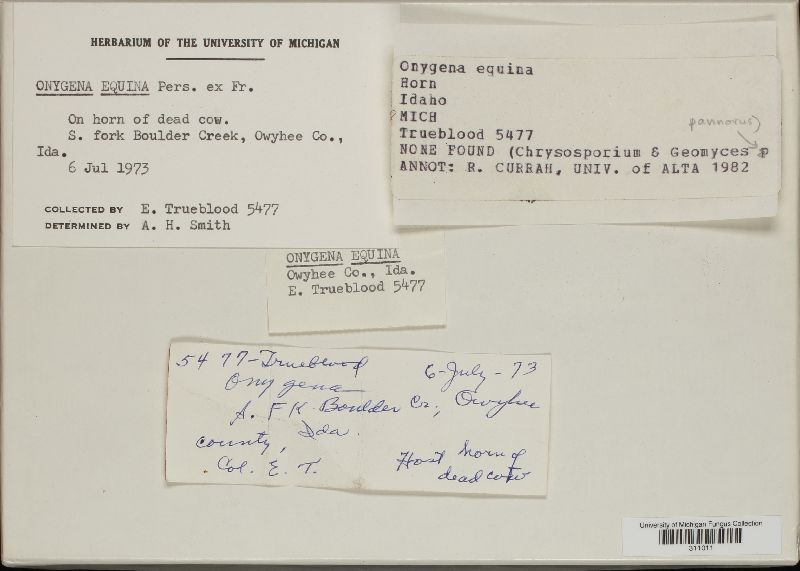 HERBARIUM OF THE UNIVERSITY OF MICHIGAN
ONYGENA EQUINA Pers. ex Fr.
On horn of dead cow.
S. fork Boulder Creek, Owyhee Co.,
Ida.
6 Jul 1973
COLLECTED BY E. Trueblood 5477
DETERMINED BY A. H. Smith
Onygena equina
Horn
Idaho
MICH
Trueblood 5477
pannorus)
NONE FOUND (Chrysosporium & Geomyces
ANNOT: R. CURRAH, UNIV. of ALTA 1982
ONYGENA EQUINA
Owyhee Co., Ida.
E. Trueblood 5477
5477-Trueblood 6-July-73
Onygena
FK Boulder Cr., Owyhee
county, Ida.
Col. E. T.
Host horn of
dead cow
University of Michigan Fungus Collection
311011